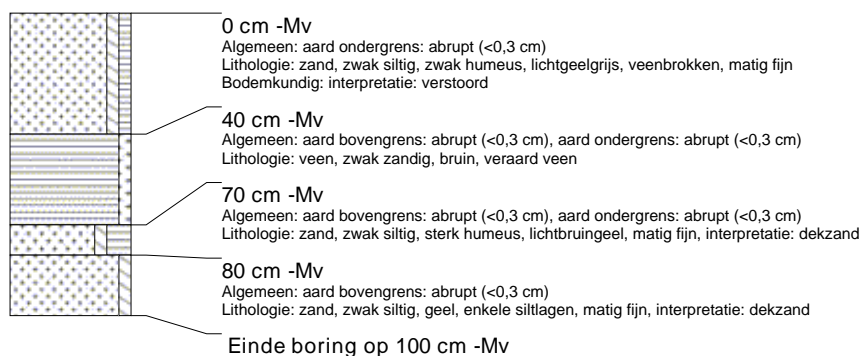 0 cm -Mv
Algemeen: aard ondergrens: abrupt (<0,3 cm)
Lithologie: zand, zwak siltig, zwak humeus, lichtgeelgrijs, veenbrokken, matig fijn
Bodemkundig: interpretatie: verstoord
40 cm -Mv
Algemeen: aard bovengrens: abrupt (<0,3 cm), aard ondergrens: abrupt (<0,3 cm)
Lithologie: veen, zwak zandig, bruin, veraard veen
70 cm -Mv
Algemeen: aard bovengrens: abrupt (<0,3 cm), aard ondergrens: abrupt (<0,3 cm)
Lithologie: zand, zwak siltig, sterk humeus, lichtbruingeel, matig fijn, interpretatie: dekzand
80 cm -Mv
Algemeen: aard bovengrens: abrupt (<0,3 cm)
Lithologie: zand, zwak siltig, geel, enkele siltlagen, matig fijn, interpretatie: dekzand
Einde boring op 100 cm -Mv